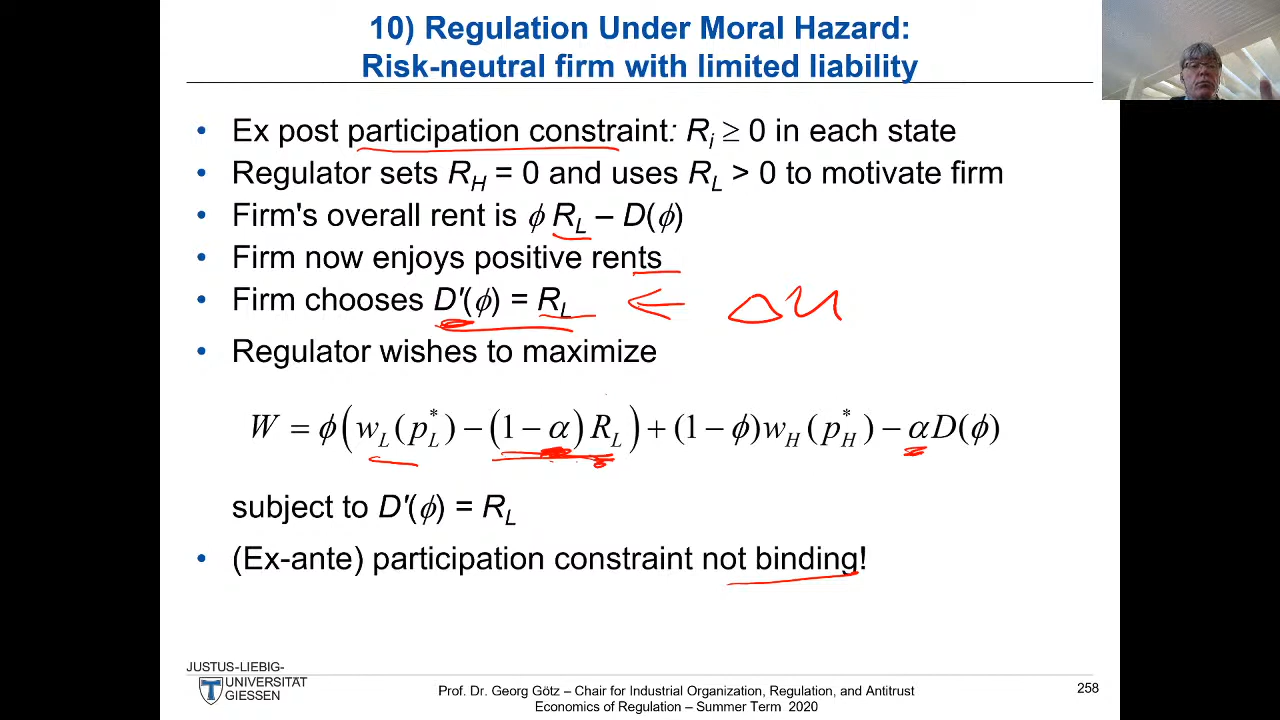 10) Regulation Under Moral Hazard:
Risk-neutral firm with limited liability
• Ex post participation constraint: R_i ≥ 0 in each state
• Regulator sets R_H = 0 and uses R_L > 0 to motivate firm
• Firm's overall rent is ϕ R_L – D(ϕ)
• Firm now enjoys positive rents
• Firm chooses D'(ϕ) = R_L ← ΔU
• Regulator wishes to maximize
W = ϕ(w_L(p_L^*) − (1 − α) R_L) + (1 − ϕ)w_H(p_H^*) − αD(ϕ)
subject to D'(ϕ) = R_L
• (Ex-ante) participation constraint not binding!
JUSTUS-LIEBIG-
UNIVERSITÄT
GIESSEN
Prof. Dr. Georg Götz – Chair for Industrial Organization, Regulation, and Antitrust
Economics of Regulation – Summer Term 2020
258